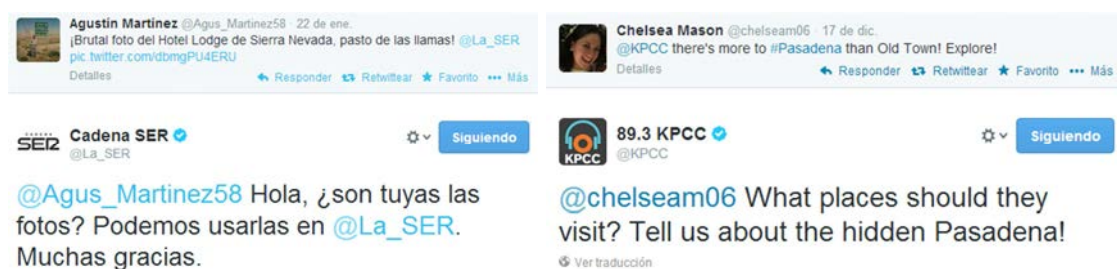 Agustín Martínez @Agus_Martinez58 · 22 de ene.
¡Brutal foto del Hotel Lodge de Sierra Nevada, pasto de las llamas! @La_SER
pic.twitter.com/dbmgPU4ERU
Detalles Responder Retwittear Favorito Más
SER Cadena SER @La_SER Siguiendo
@Agus_Martinez58 Hola, ¿son tuyas las
fotos? Podemos usarlas en @La_SER.
Muchas gracias.
Chelsea Mason @chelseam06 · 17 de dic.
@KPCC there's more to #Pasadena than Old Town! Explore!
Detalles Responder Retwittear Favorito Más
KPCC 89.3 KPCC @KPCC Siguiendo
@chelseam06 What places should they
visit? Tell us about the hidden Pasadena!
Ver traducción